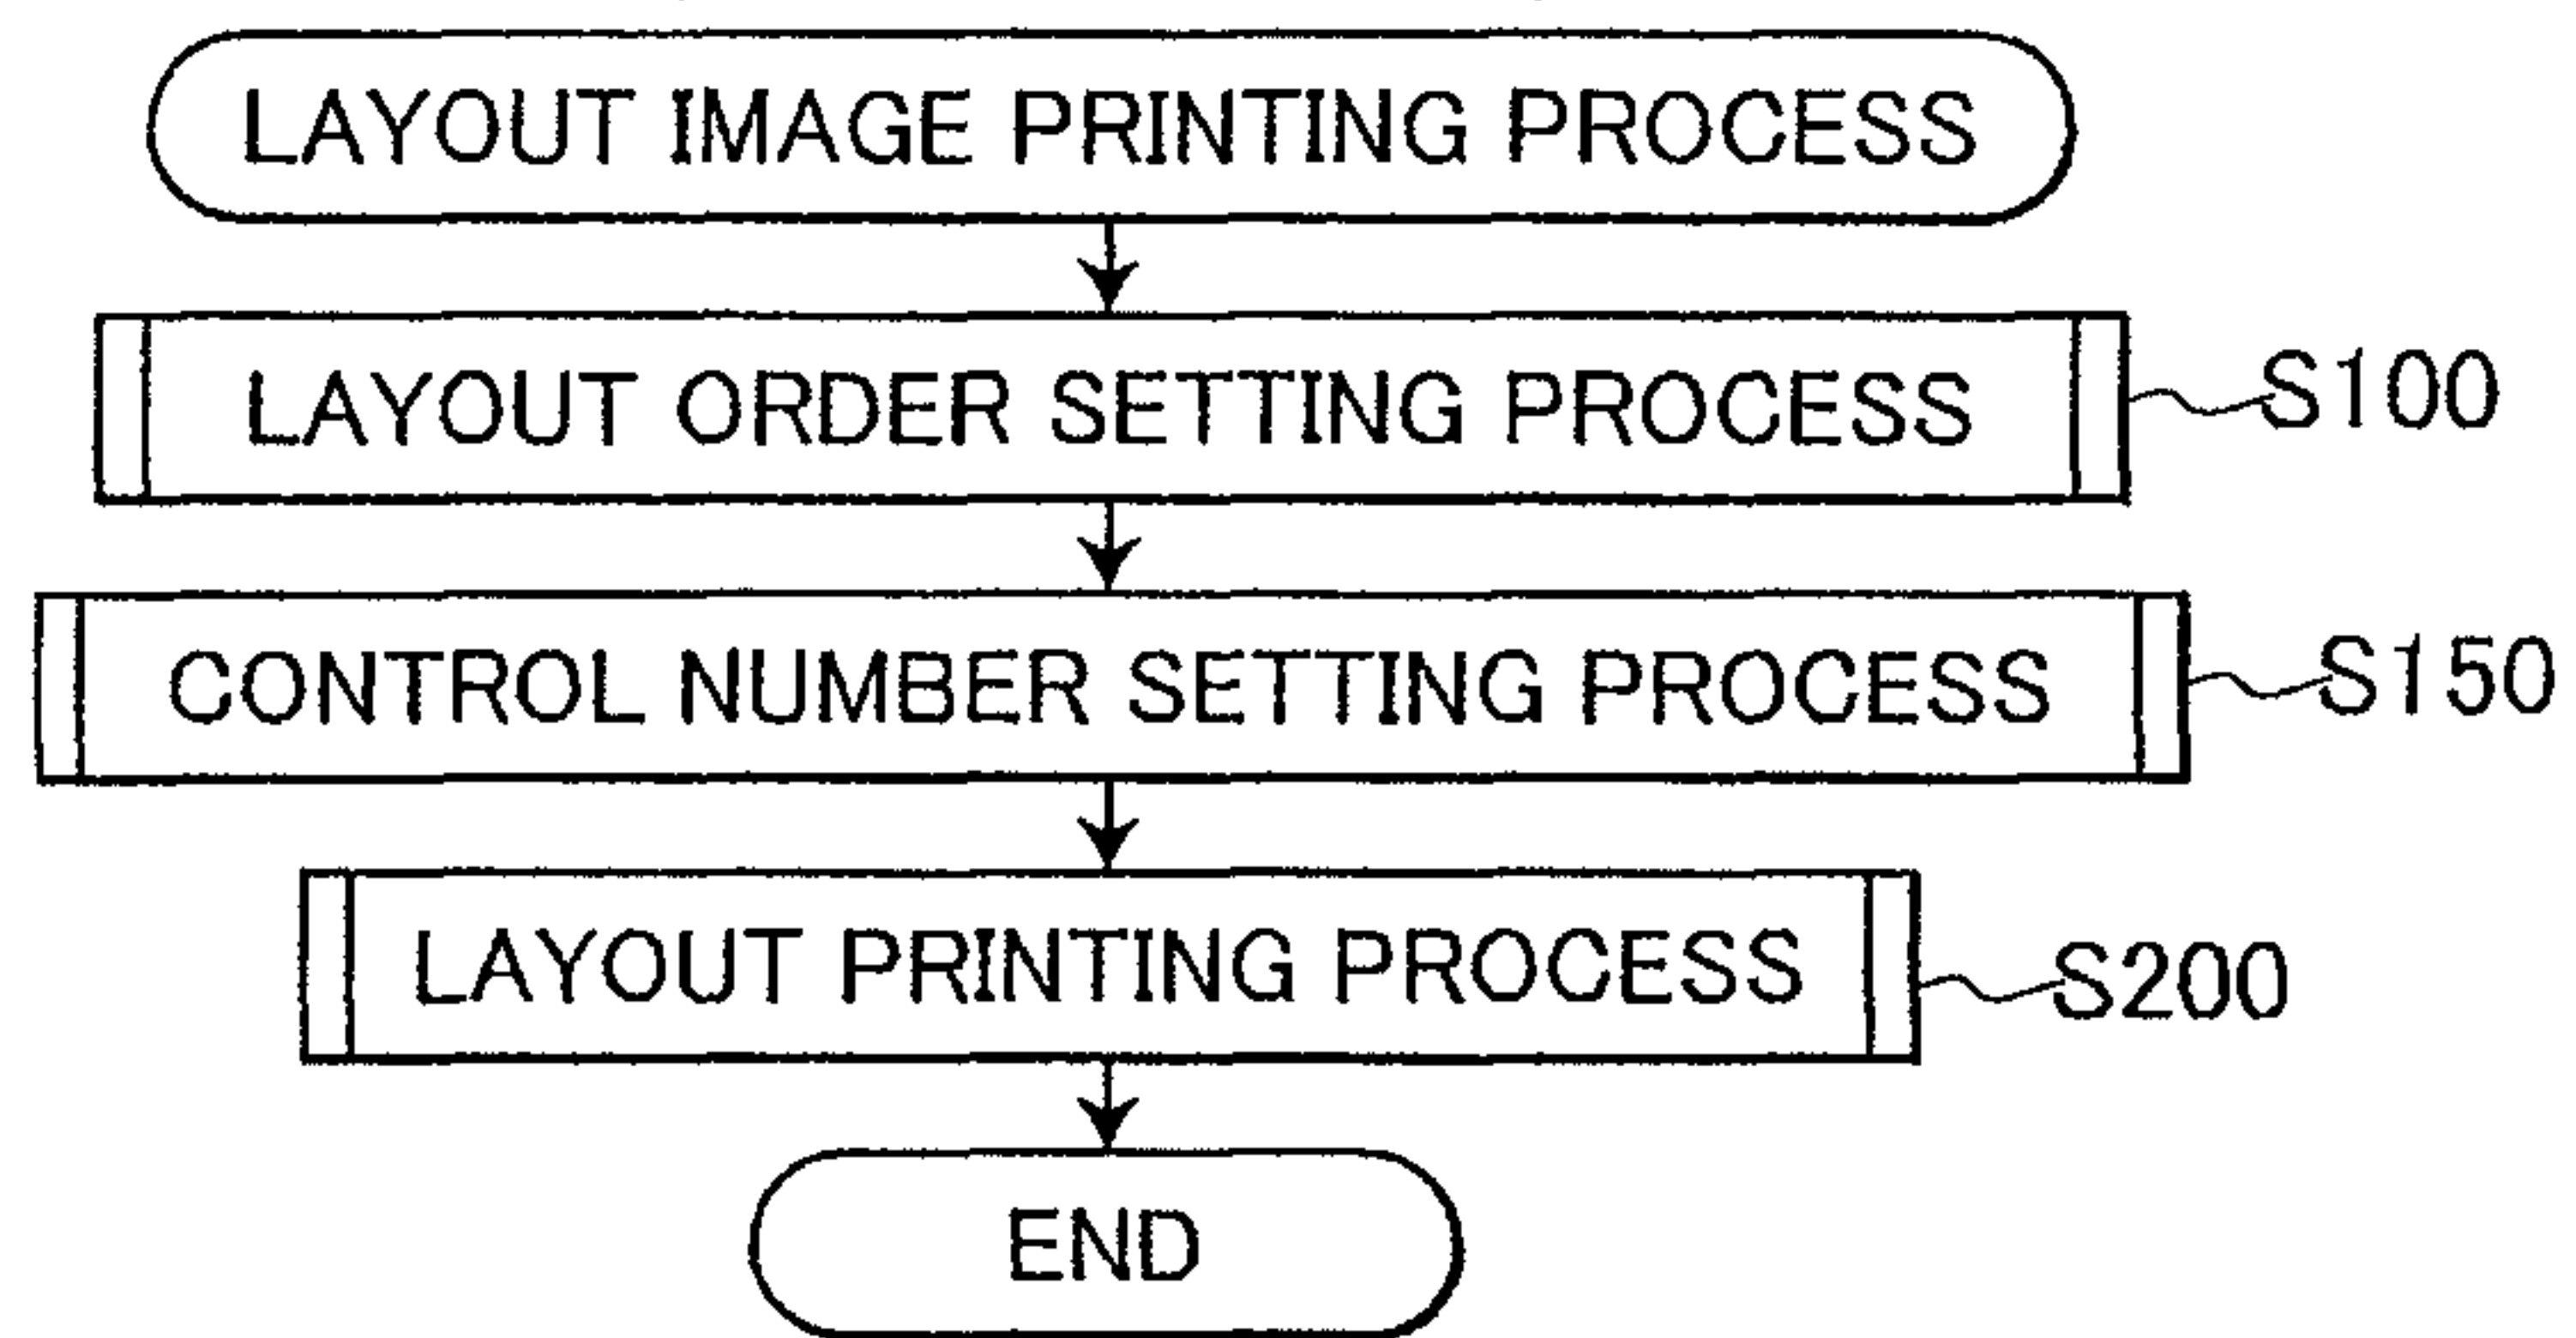 LAYOUT IMAGE PRINTING PROCESS
LAYOUT ORDER SETTING PROCESS S100
CONTROL NUMBER SETTING PROCESS S150
LAYOUT PRINTING PROCESS S200
END